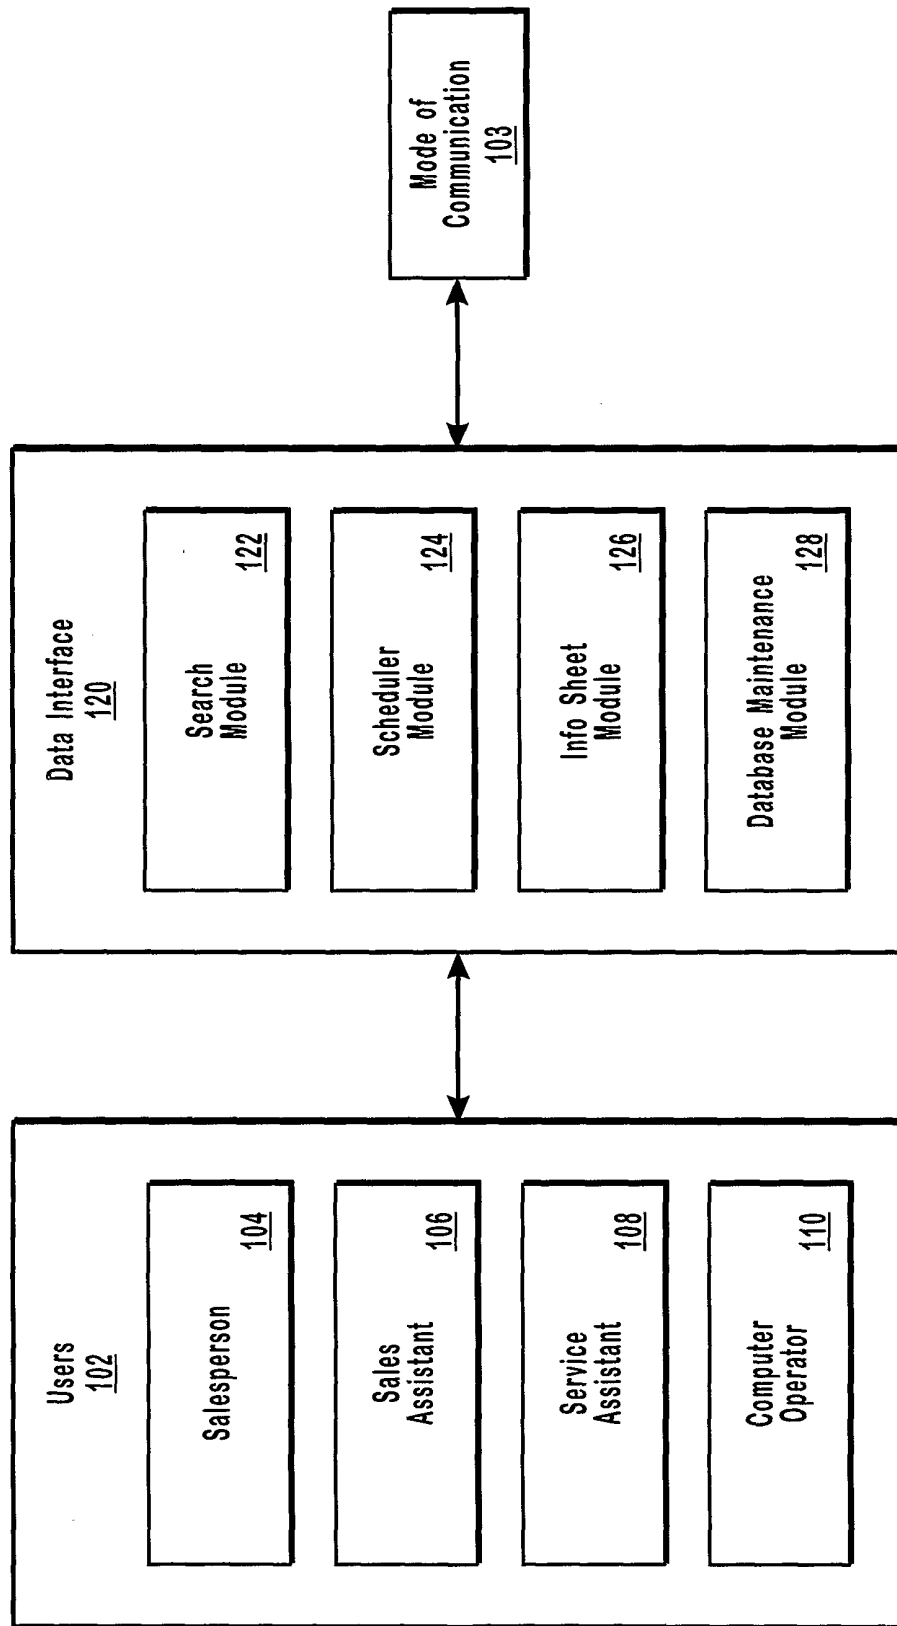 Users
102
Salesperson
104
Sales
Assistant
106
Service
Assistant
108
Computer
Operator
110
Data Interface
120
Search
Module
122
Scheduler
Module
124
Info Sheet
Module
126
Database Maintenance
Module
128
Mode of
Communication
103